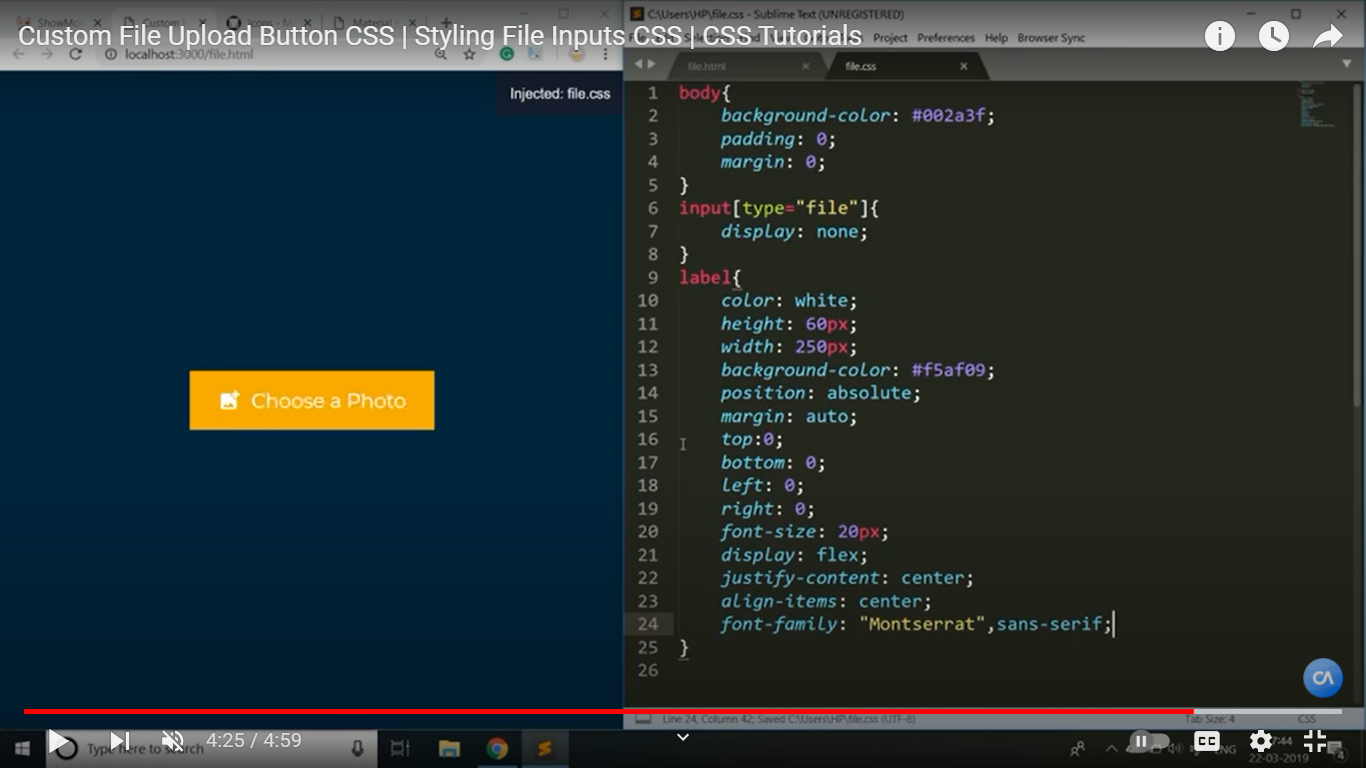 Custom File Upload Button CSS | Styling File Inputs CSS | CSS Tutorials
C:\Users\HP\file.css - Sublime Text (UNREGISTERED)
Project Preferences Help Browser Sync
localhost:3000/file.html
file.html
file.css
Injected: file.css
Choose a Photo
1 body{
2 background-color: #002a3f;
3 padding: 0;
4 margin: 0;
5 }
6 input[type="file"]{
7 display: none;
8 }
9 label{
10 color: white;
11 height: 60px;
12 width: 250px;
13 background-color: #f5af09;
14 position: absolute;
15 margin: auto;
16 top:0;
17 bottom: 0;
18 left: 0;
19 right: 0;
20 font-size: 20px;
21 display: flex;
22 justify-content: center;
23 align-items: center;
24 font-family: "Montserrat",sans-serif;
25 }
26
CA
Line 24, Column 42; Saved C:\Users\HP\file.css (UTF-8)
Tab Size: 4
CSS
Type here to search
4:25 / 4:59
CC
ENG
22-03-2019